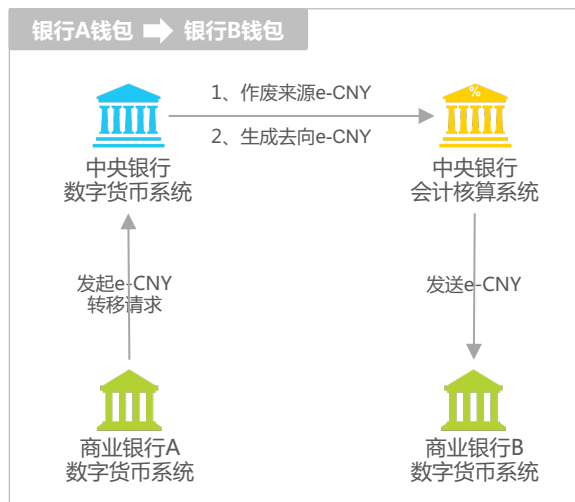 银行A钱包 银行B钱包
1、作废来源e-CNY
2、生成去向e-CNY
%
中央银行
数字货币系统
中央银行
会计核算系统
发起e-CNY
转移请求
发送e-CNY
商业银行A
数字货币系统
商业银行B
数字货币系统